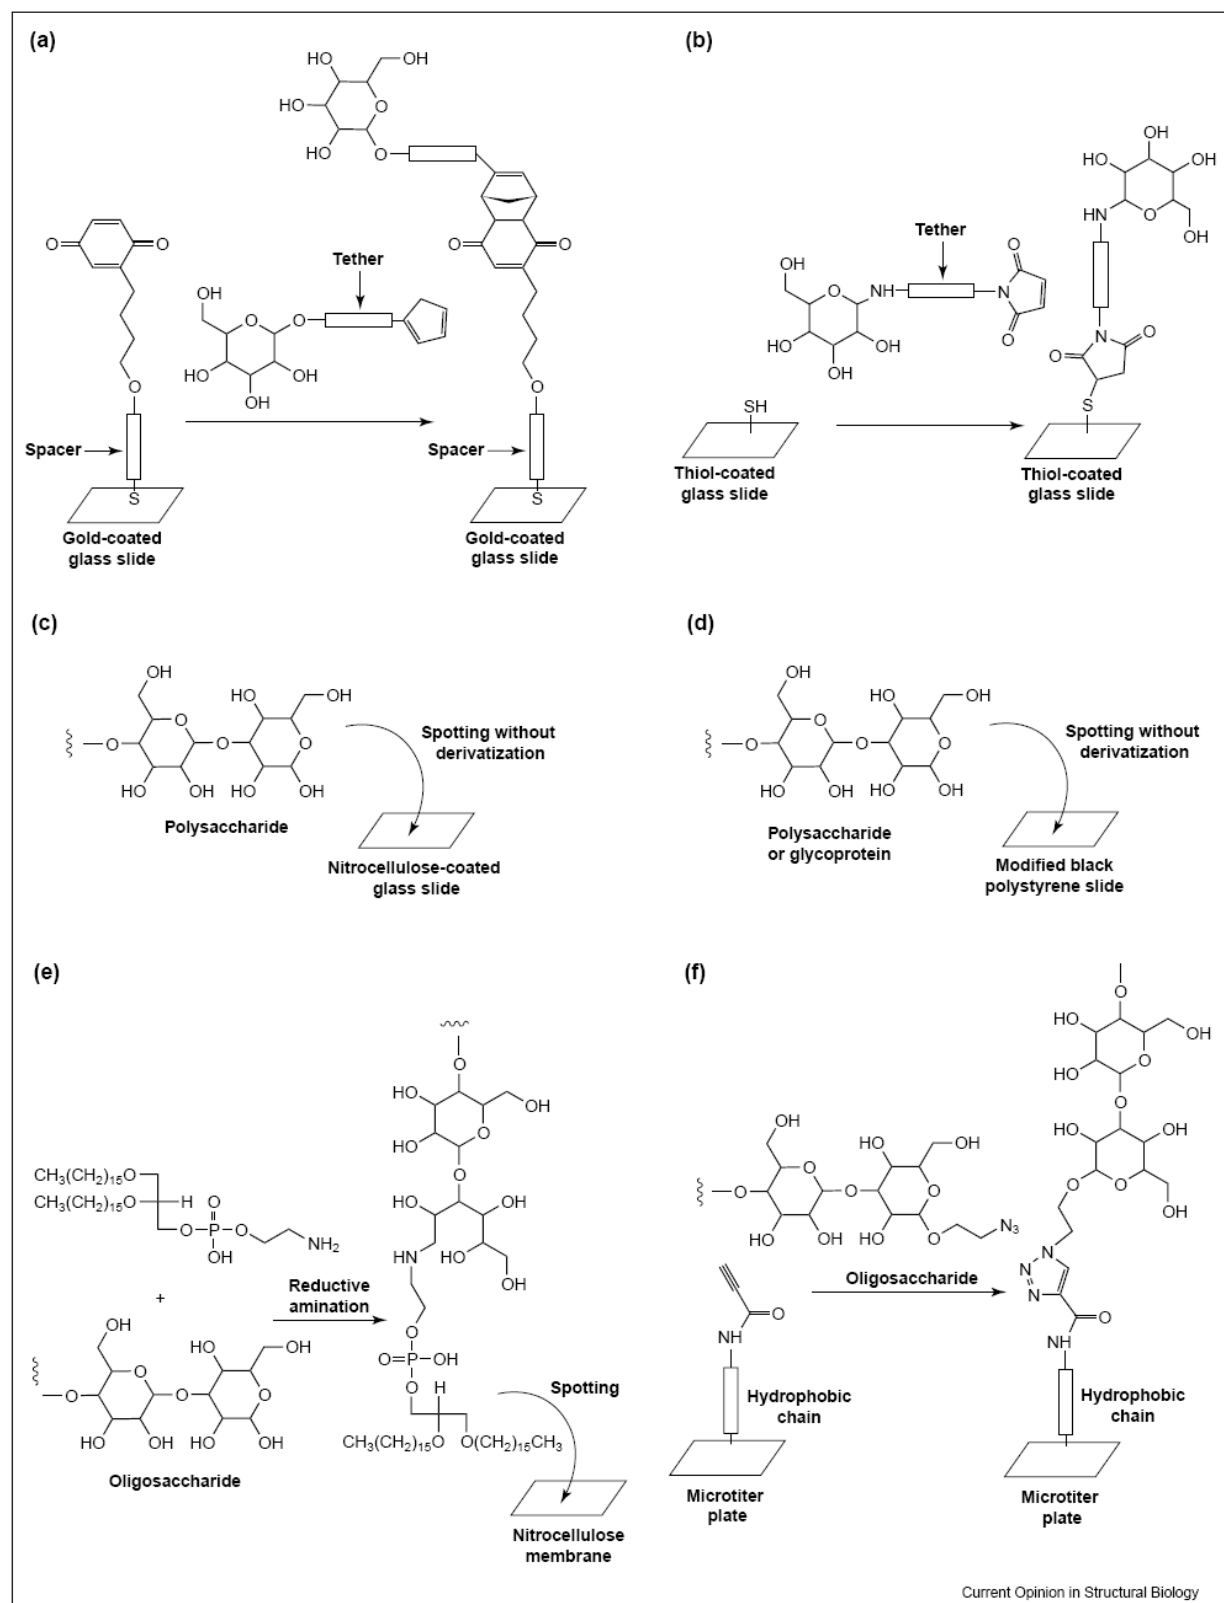 (a)
HO
OH
HO
O
HO
HO
O
O
O
O
O
Tether
OH
HO
O
O
HO
HO
OH
OH
O
O
Spacer
Spacer
S
S
Gold-coated
glass slide
Gold-coated
glass slide
(b)
OH
HO
OH
HN
O
OH
Tether
OH
O
HO
O
NH
N
O
HO
OH
OH
N
O
O
SH
S
Thiol-coated
glass slide
Thiol-coated
glass slide
(c)
OH
HO
OH
O
O
O
O
HO
OH
HO
OH
Spotting without
derivatization
Polysaccharide
Nitrocellulose-coated
glass slide
(d)
OH
HO
OH
O
O
O
O
HO
OH
HO
OH
Spotting without
derivatization
Polysaccharide
or glycoprotein
Modified black
polystyrene slide
(e)
O
HO
OH
HO
O
O
CH3(CH2)15O
CH3(CH2)15O
H
O
O
P
O
OH
NH2
HO
OH
HN
HO
OH
OH
Reductive
amination
+
O
O
P
OH
O
H
CH3(CH2)15O
O(CH2)15CH3
OH
HO
OH
O
O
O
O
HO
OH
HO
OH
Oligosaccharide
Spotting
Nitrocellulose
membrane
(f)
O
HO
OH
HO
O
O
OH
HO
OH
HO
OH
O
O
O
O
O
N3
HO
OH
HO
O
O
OH
Oligosaccharide
N
N
N
O
NH
O
HN
Hydrophobic
chain
Hydrophobic
chain
Microtiter
plate
Microtiter
plate
Current Opinion in Structural Biology